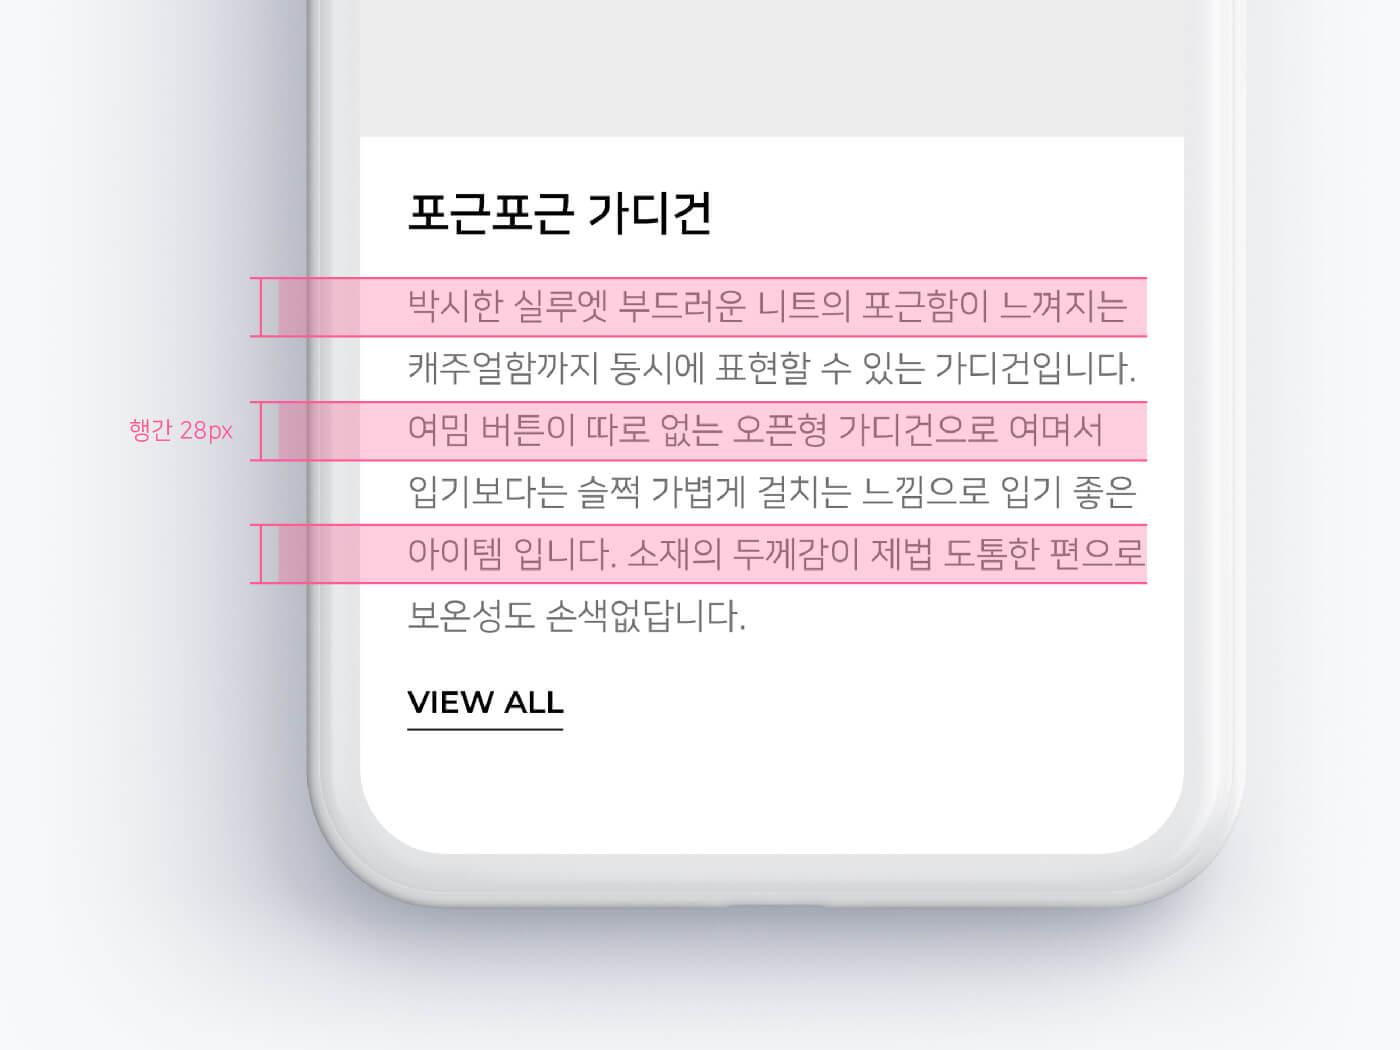 포근포근 가디건
박시한 실루엣 부드러운 니트의 포근함이 느껴지는
캐주얼함까지 동시에 표현할 수 있는 가디건입니다.
행간 28px
여밈 버튼이 따로 없는 오픈형 가디건으로 여며서
입기보다는 슬쩍 가볍게 걸치는 느낌으로 입기 좋은
아이템 입니다. 소재의 두께감이 제법 도톰한 편으로
보온성도 손색없답니다.
VIEW ALL